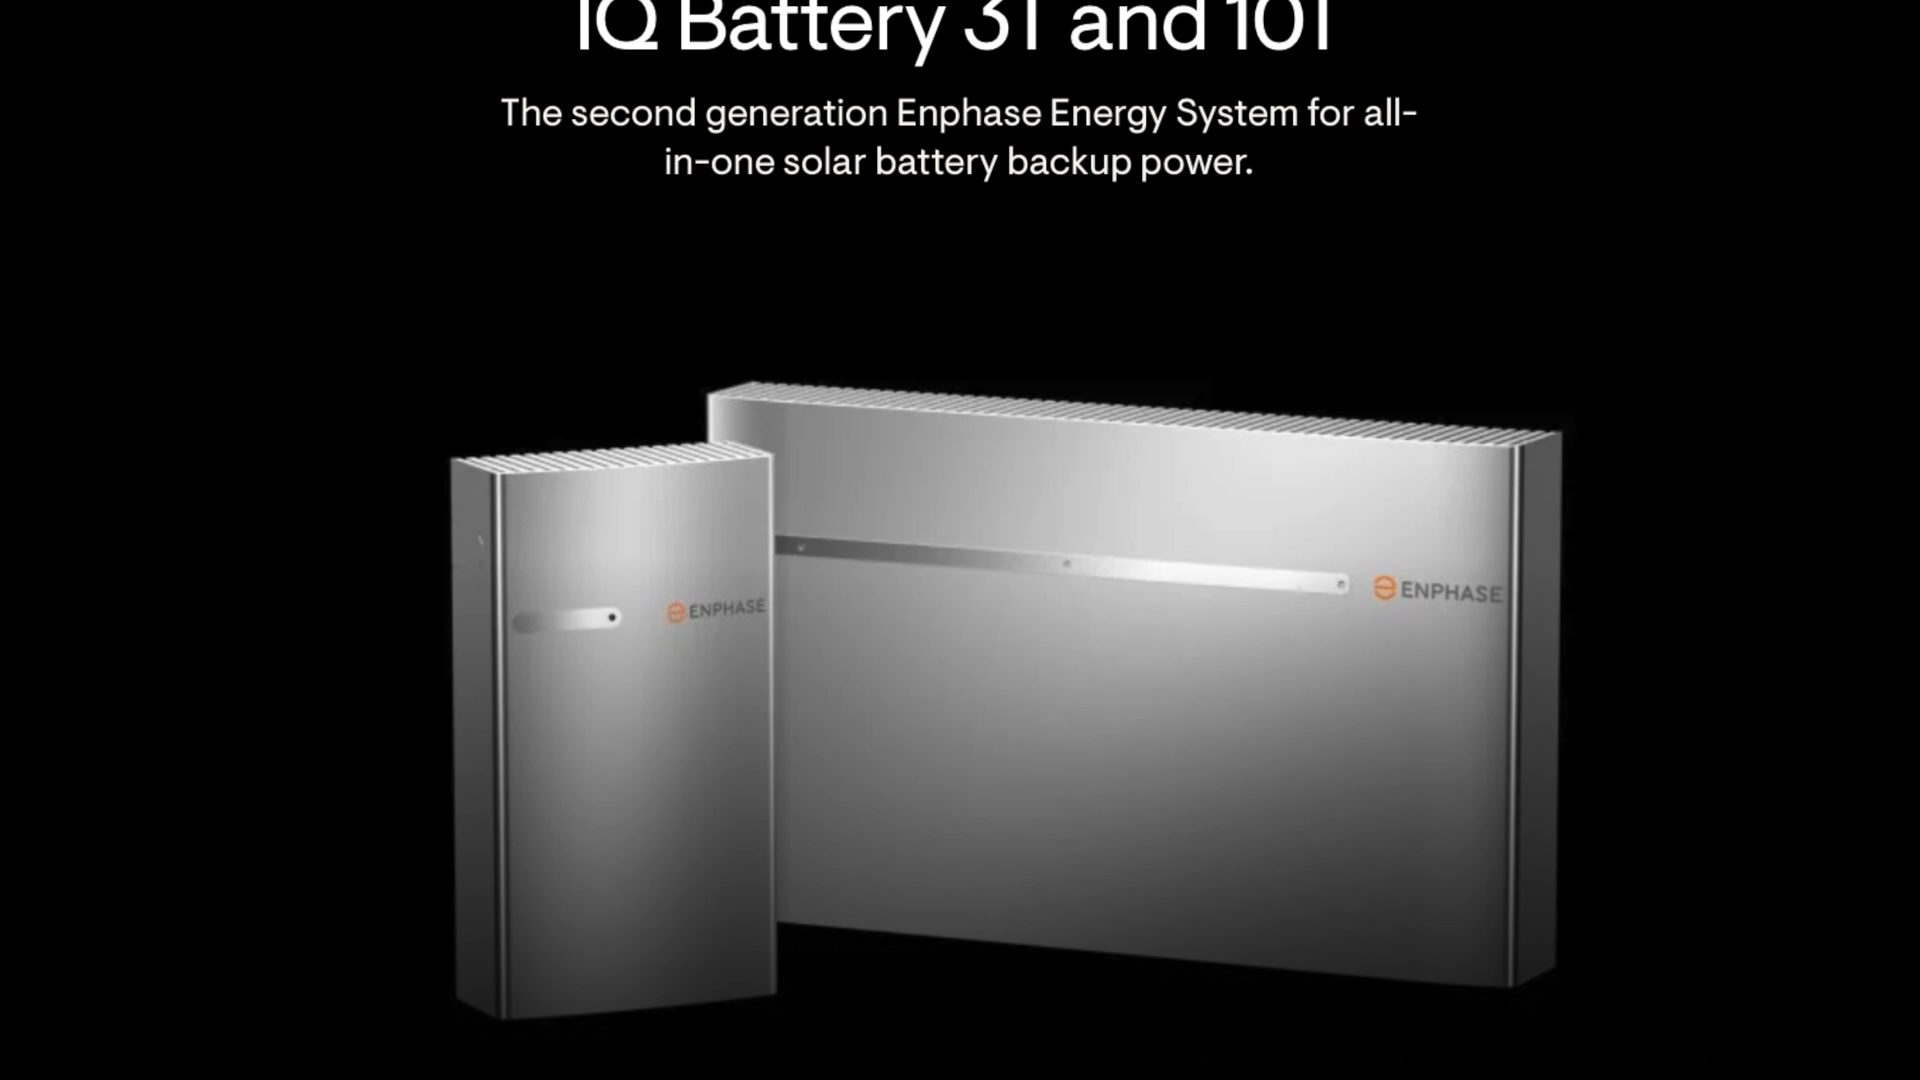 IQ Battery 3T and 10T
The second generation Enphase Energy System for all-
in-one solar battery backup power.
ENPHASE
ENPHASE